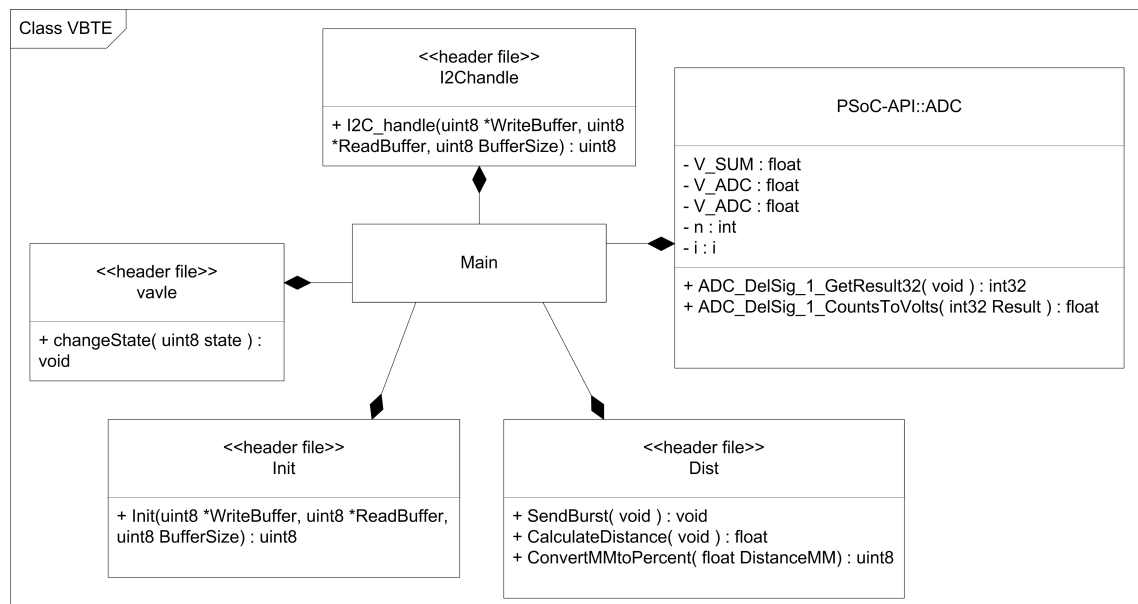 Class VBTE
<<header file>>
I2Chandle
+ I2C_handle(uint8 *WriteBuffer, uint8
*ReadBuffer, uint8 BufferSize) : uint8
PSoC-API::ADC
- V_SUM : float
- V_ADC : float
- V_ADC : float
- n : int
- i : i
+ ADC_DelSig_1_GetResult32( void ) : int32
+ ADC_DelSig_1_CountsToVolts( int32 Result ) : float
Main
<<header file>>
vavle
+ changeState( uint8 state ) :
void
<<header file>>
Init
+ Init(uint8 *WriteBuffer, uint8 *ReadBuffer,
uint8 BufferSize) : uint8
<<header file>>
Dist
+ SendBurst( void ) : void
+ CalculateDistance( void ) : float
+ ConvertMMtoPercent( float DistanceMM) : uint8